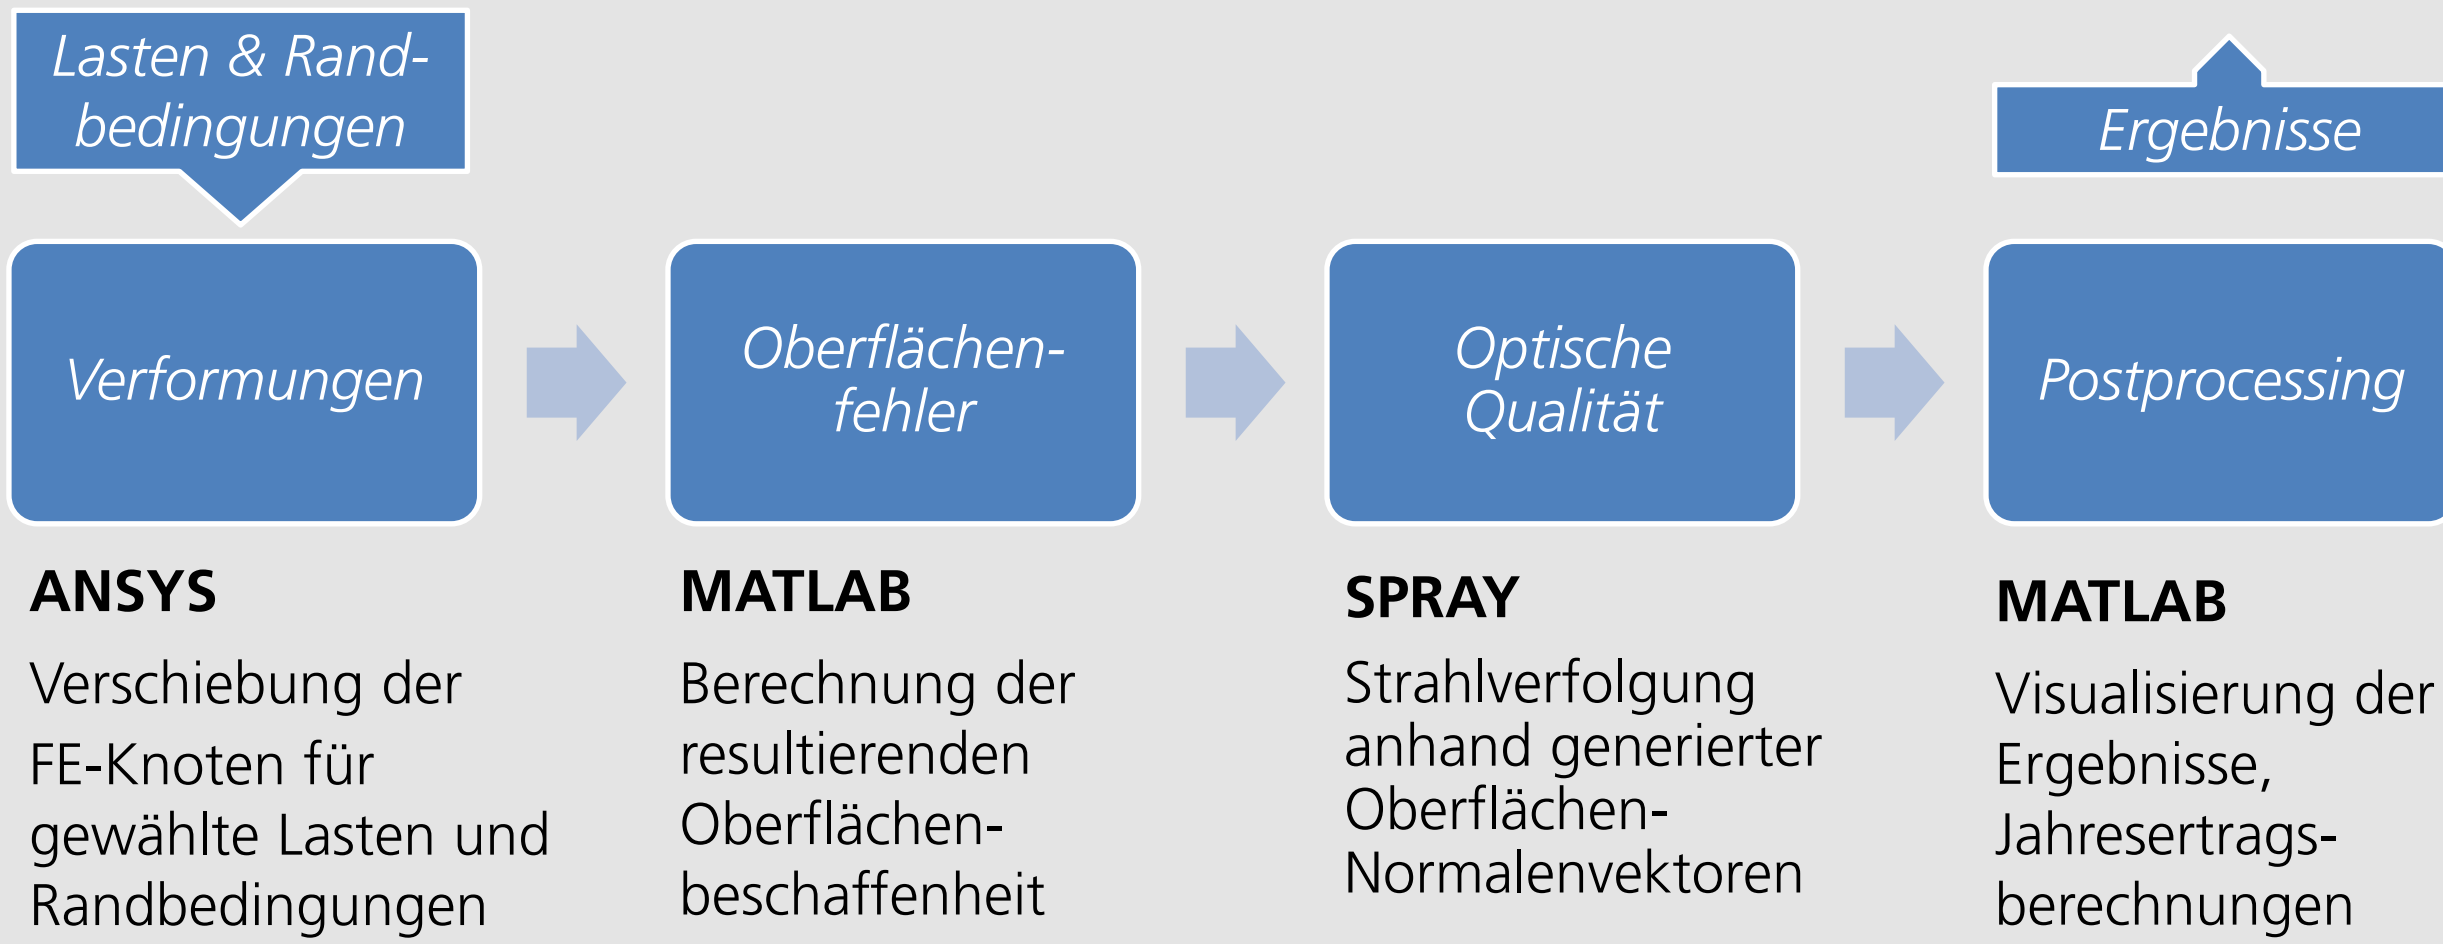 Lasten & Rand-
bedingungen
Ergebnisse
Verformungen
Oberflächen-
fehler
Optische
Qualität
Postprocessing
ANSYS
Verschiebung der
FE-Knoten für
gewählte Lasten und
Randbedingungen
MATLAB
Berechnung der
resultierenden
Oberflächen-
beschaffenheit
SPRAY
Strahlverfolgung
anhand generierter
Oberflächen-
Normalenvektoren
MATLAB
Visualisierung der
Ergebnisse,
Jahresertrags-
berechnungen